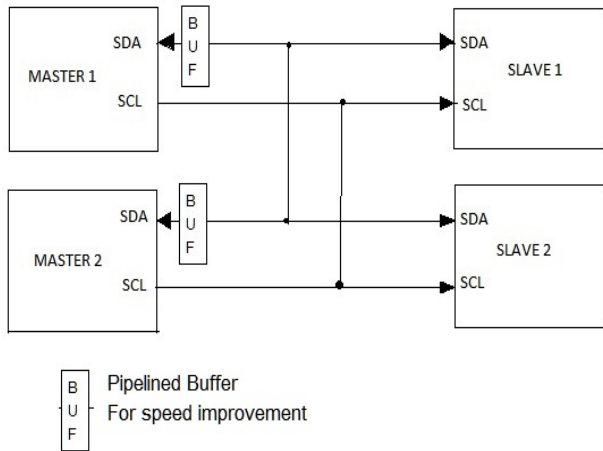 B
U
F
SDA
MASTER 1
SCL
SDA
SLAVE 1
SCL
B
U
F
SDA
MASTER 2
SCL
SDA
SLAVE 2
SCL
B
U
F
Pipelined Buffer
For speed improvement